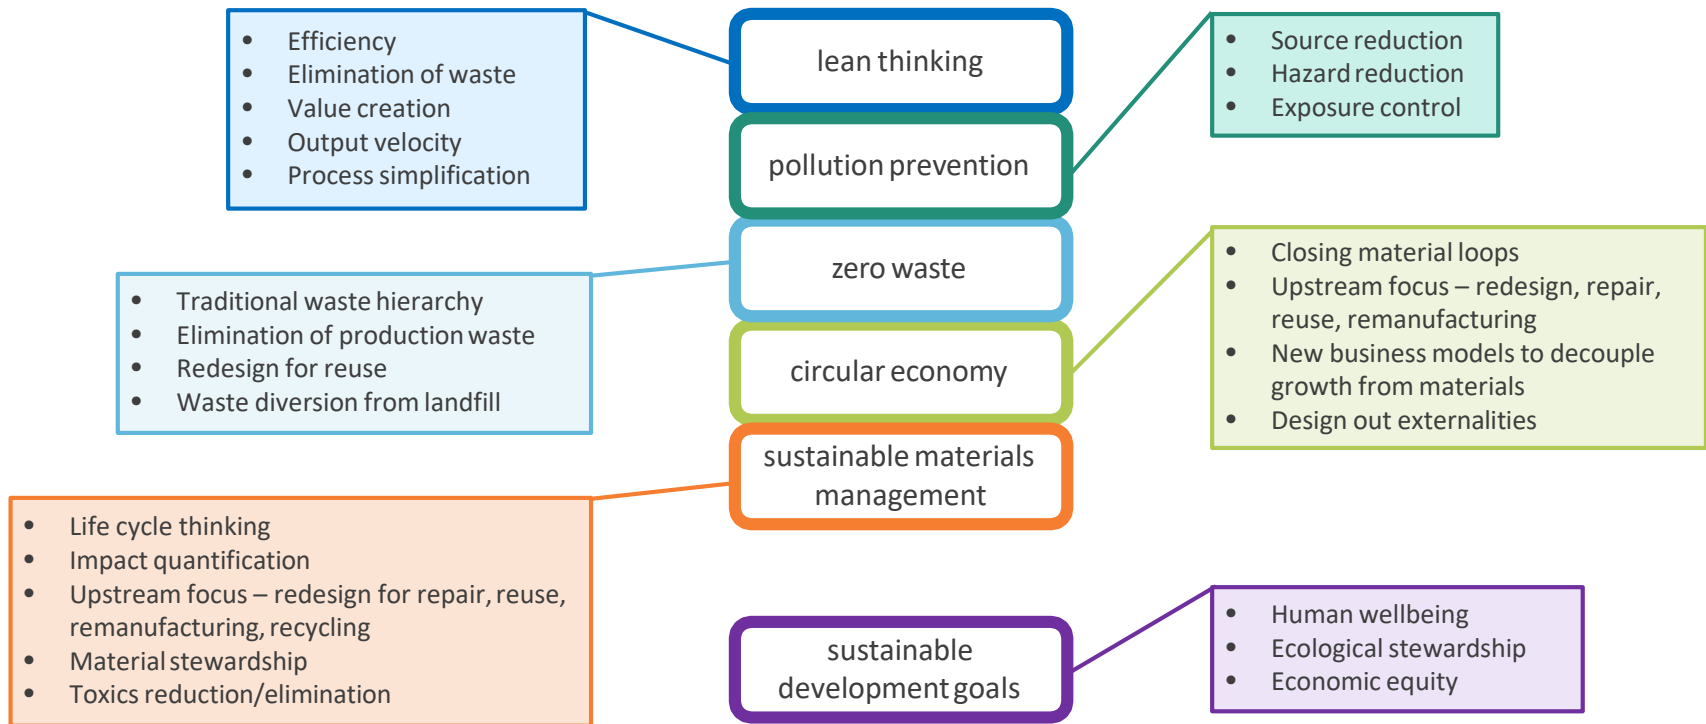 lean thinking
• Efficiency
• Elimination of waste
• Value creation
• Output velocity
• Process simplification
pollution prevention
• Source reduction
• Hazard reduction
• Exposure control
zero waste
• Traditional waste hierarchy
• Elimination of production waste
• Redesign for reuse
• Waste diversion from landfill
circular economy
• Closing material loops
• Upstream focus – redesign, repair,
reuse, remanufacturing
• New business models to decouple
growth from materials
• Design out externalities
sustainable materials
management
• Life cycle thinking
• Impact quantification
• Upstream focus – redesign for repair, reuse,
remanufacturing, recycling
• Material stewardship
• Toxics reduction/elimination
sustainable
development goals
• Human wellbeing
• Ecological stewardship
• Economic equity